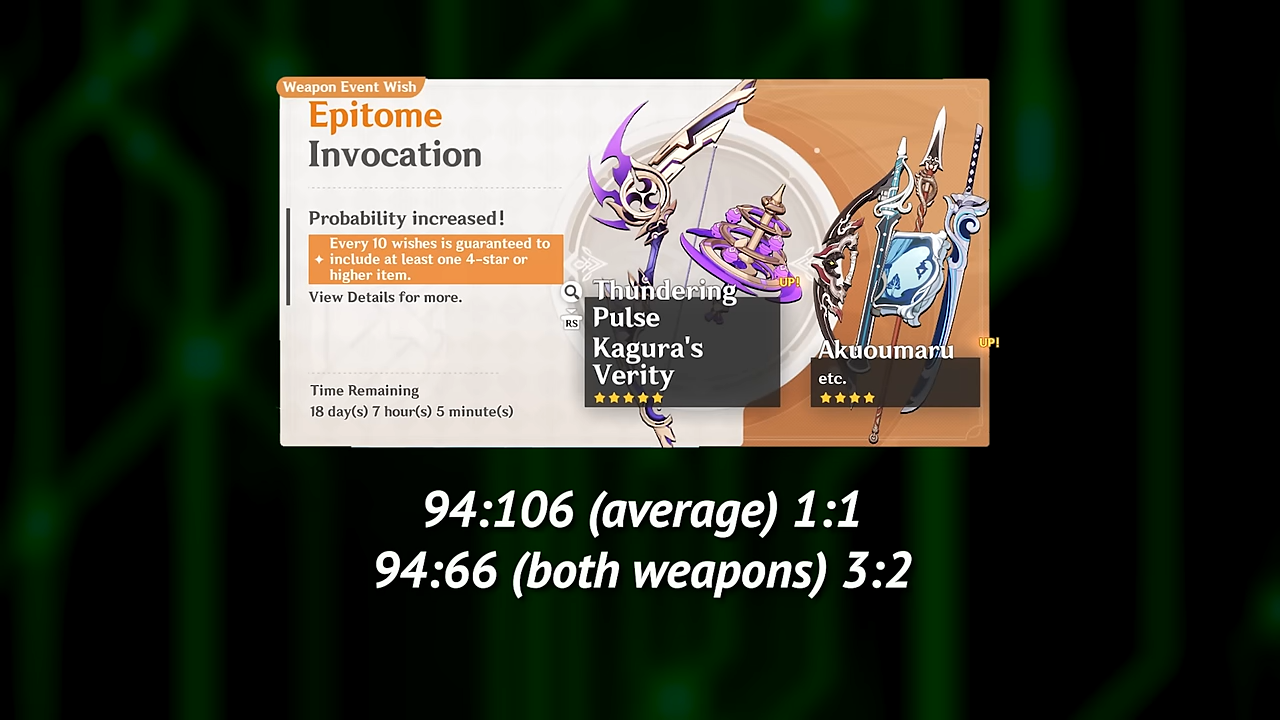 Weapon Event Wish
Epitome
Invocation
Probability increased!
Every 10 wishes is guaranteed to
include at least one 4-star or
higher item.
View Details for more.
Time Remaining
18 day(s) 7 hour(s) 5 minute(s)
RS
UP!
Thundering
Pulse
Kagura's
Verity
UP!
Akuoumaru
etc.
94:106 (average) 1:1
94:66 (both weapons) 3:2